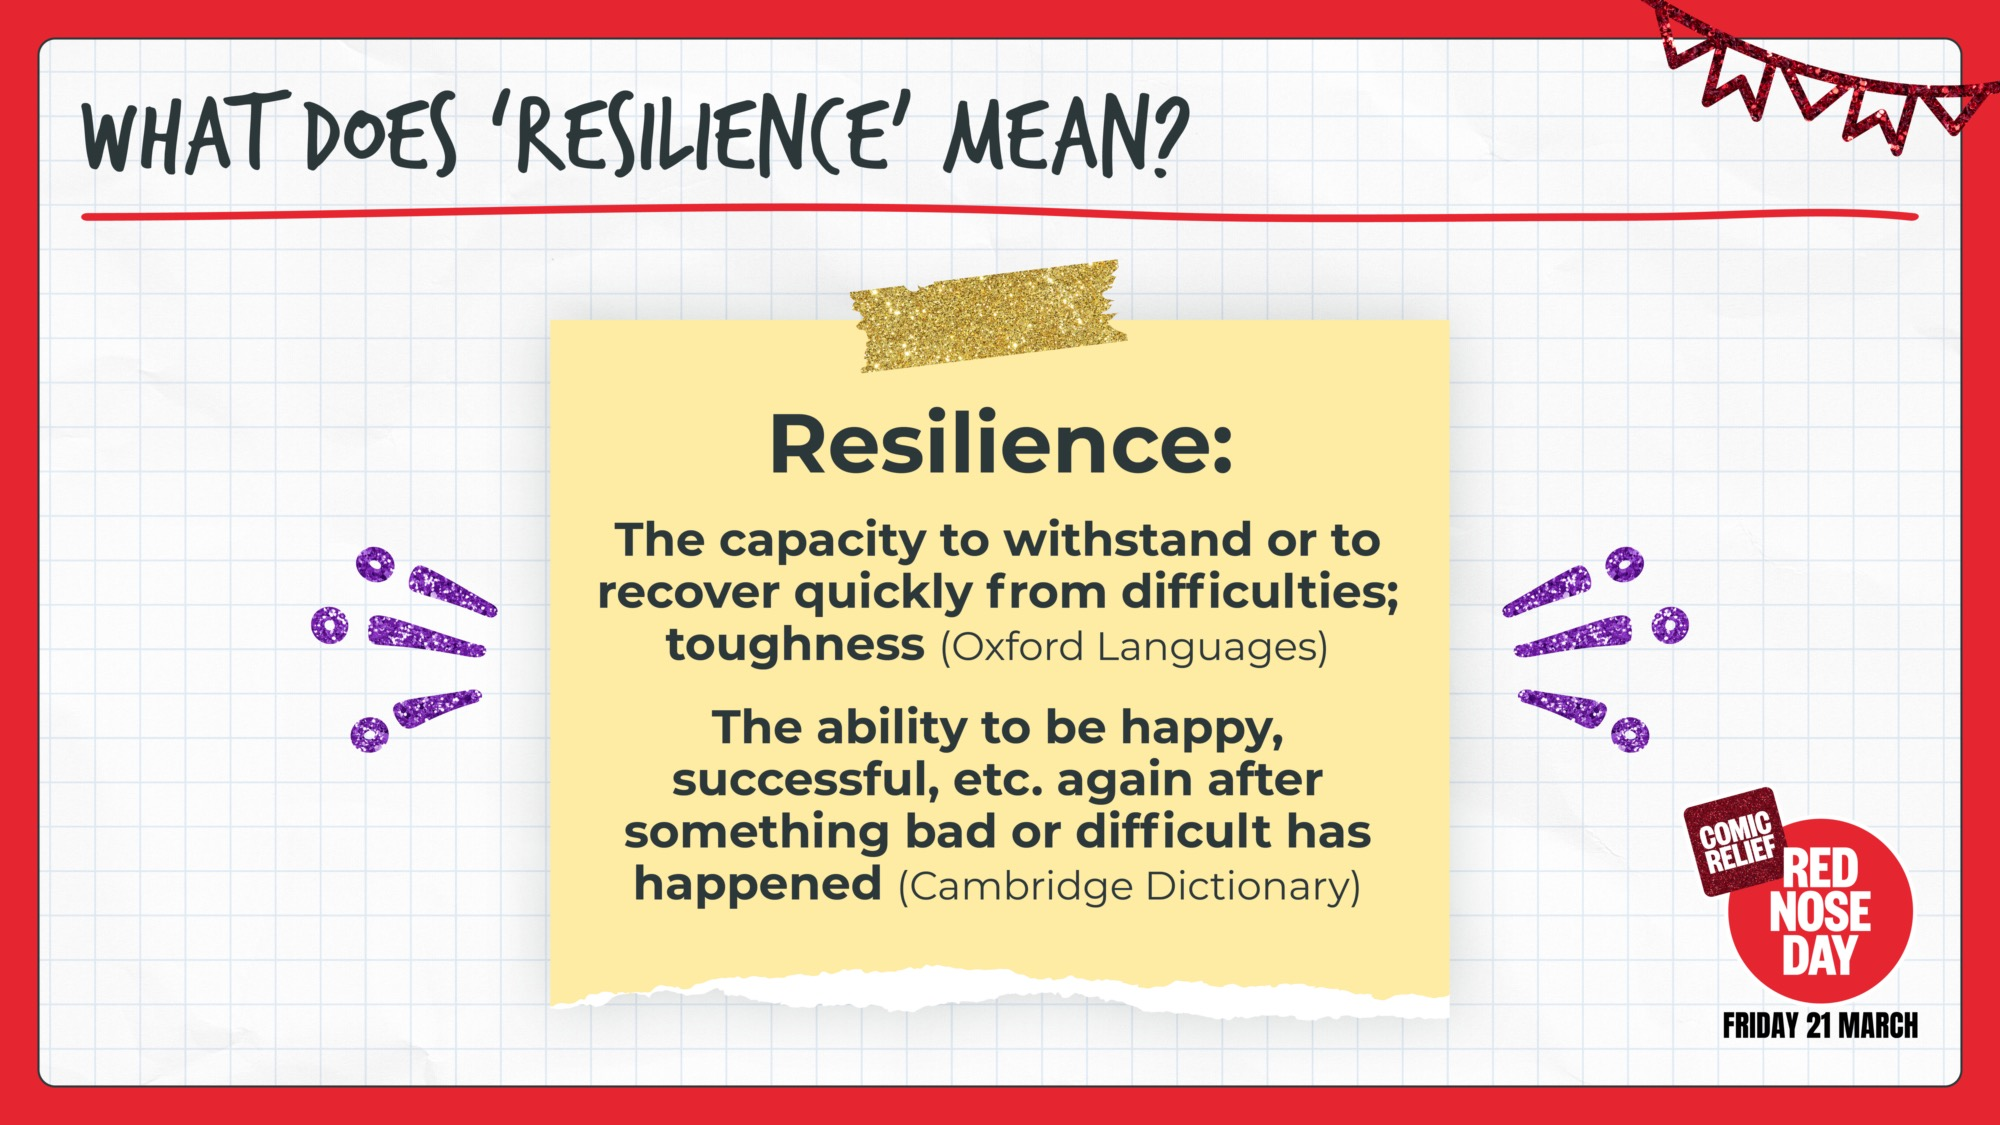 WHAT DOES ‘RESILIENCE’ MEAN?
Resilience:
The capacity to withstand or to
recover quickly from difficulties;
toughness (Oxford Languages)
The ability to be happy,
successful, etc. again after
something bad or difficult has
happened (Cambridge Dictionary)
COMIC
RELIEF
RED
NOSE
DAY
FRIDAY 21 MARCH